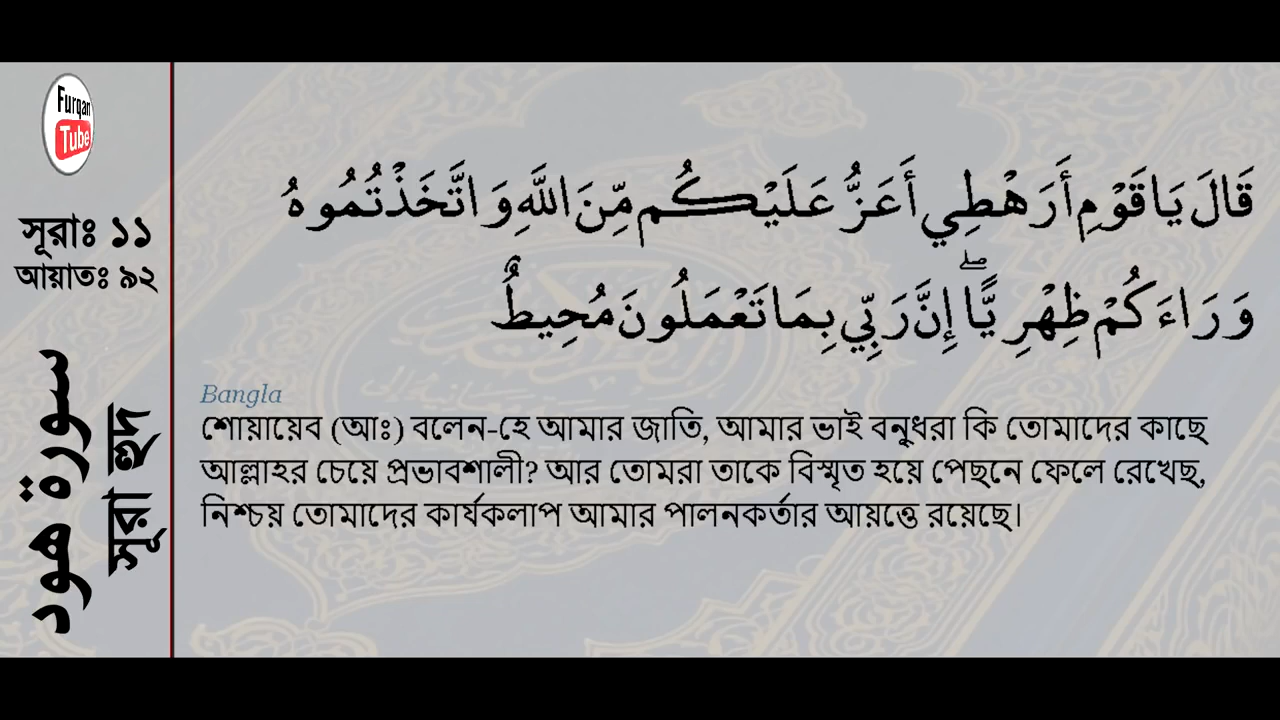 Furqan
Tube
সূরাঃ ১১
আয়াতঃ ৯২
سورة هود
সূরা হুদ
قَالَ يَا قَوْمِ أَرَهْطِي أَعَزُّ عَلَيْكُم مِّنَ اللَّهِ وَاتَّخَذْتُمُوهُ
وَرَاءَكُمْ ظِهْرِيًّا ۖ إِنَّ رَبِّي بِمَا تَعْمَلُونَ مُحِيطٌ
Bangla
শোয়ায়েব (আঃ) বলেন-হে আমার জাতি, আমার ভাই বনূধরা কি তোমাদের কাছে
আল্লাহর চেয়ে প্রভাবশালী? আর তোমরা তাকে বিস্মৃত হয়ে পেছনে ফেলে রেখেছ,
নিশ্চয় তোমাদের কার্যকলাপ আমার পালনকর্তার আয়ত্তে রয়েছে।